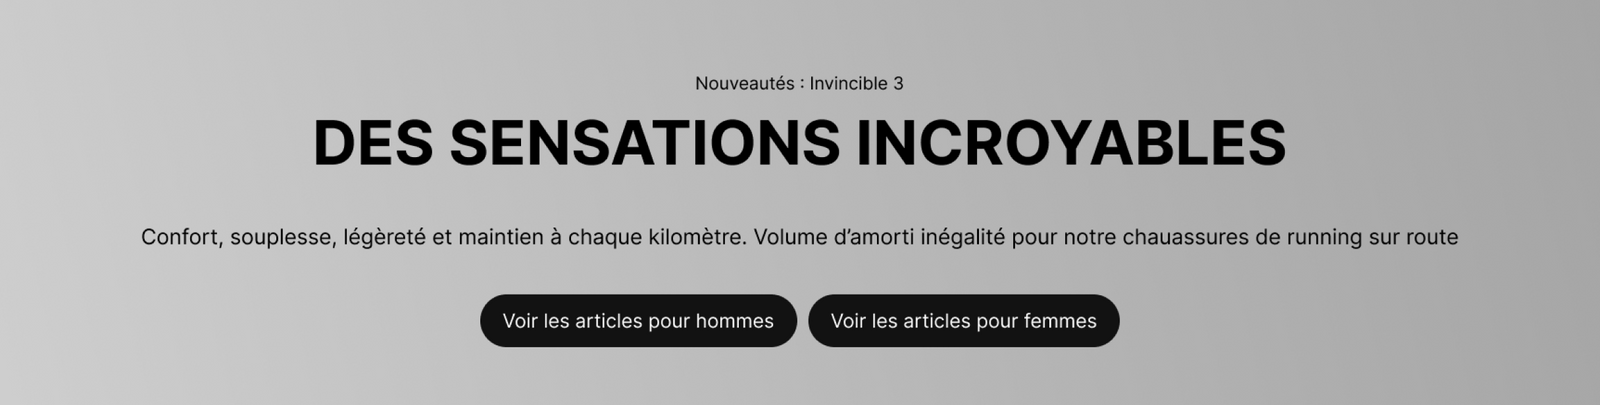 Nouveautés : Invincible 3
DES SENSATIONS INCROYABLES
Confort, souplesse, légèreté et maintien à chaque kilomètre. Volume d’amorti inégalité pour notre chauassures de running sur route
Voir les articles pour hommes
Voir les articles pour femmes